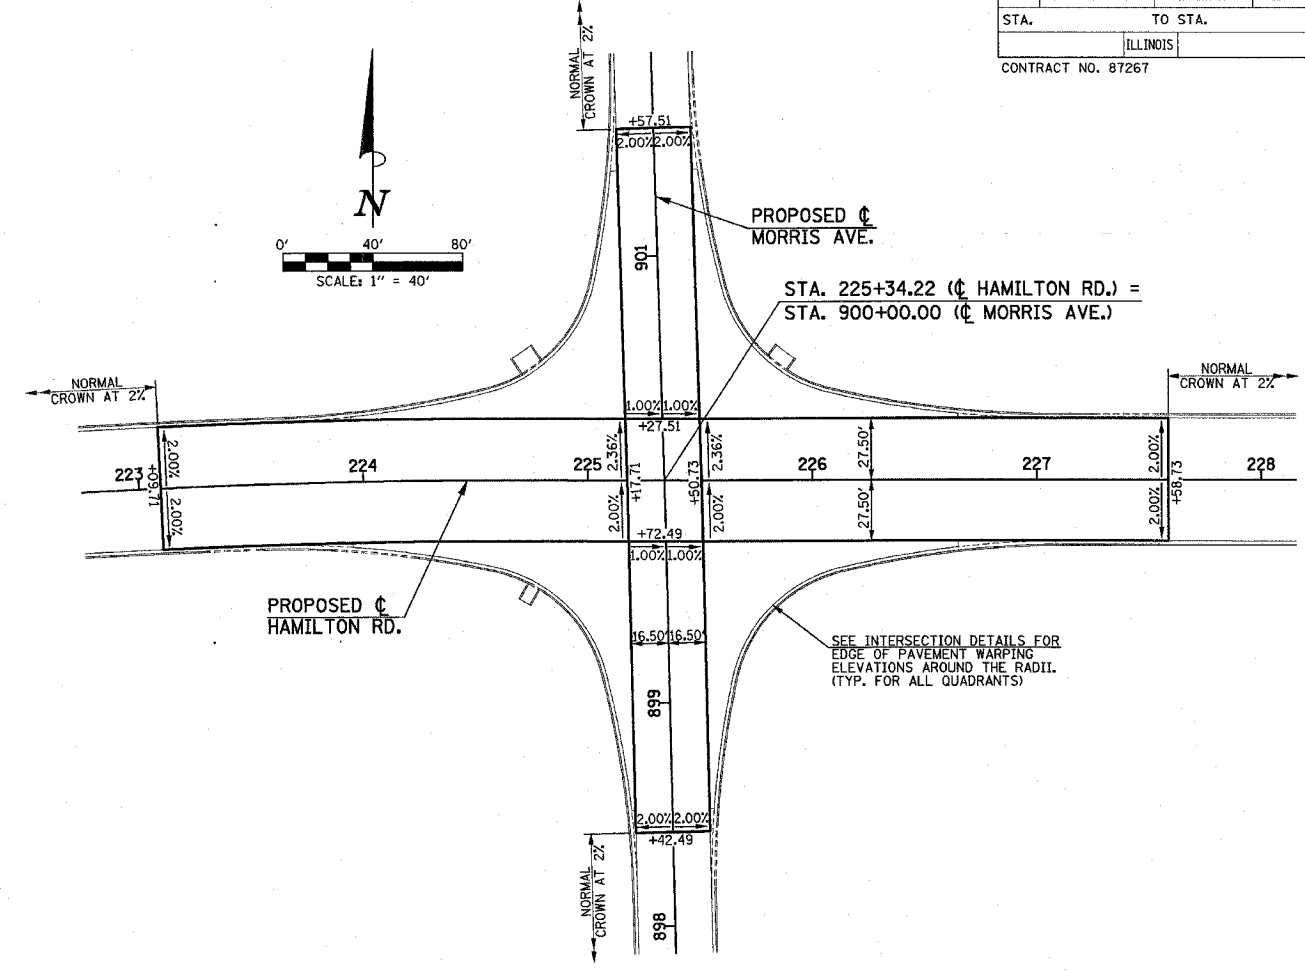 STA. TO STA.
ILLINOIS
CONTRACT NO. 87267
NORMAL
CROWN AT 2%
+57.51
2.00% 2.00%
N
0' 40' 80'
SCALE: 1" = 40'
PROPOSED ℄
MORRIS AVE.
901
STA. 225+34.22 (℄ HAMILTON RD.) =
STA. 900+00.00 (℄ MORRIS AVE.)
NORMAL
CROWN AT 2%
NORMAL
CROWN AT 2%
1.00% 1.00%
+27.51
2.00%
2.36%
2.36%
27.50'
2.00%
223
224
225
226
227
228
+09.71
+17.71
+50.73
+58.73
2.00%
2.00%
2.00%
27.50'
2.00%
+72.49
1.00% 1.00%
PROPOSED ℄
HAMILTON RD.
16.50' 16.50'
SEE INTERSECTION DETAILS FOR
EDGE OF PAVEMENT WARPING
ELEVATIONS AROUND THE RADII.
(TYP. FOR ALL QUADRANTS)
899
2.00% 2.00%
+42.49
NORMAL
CROWN AT 2%
898